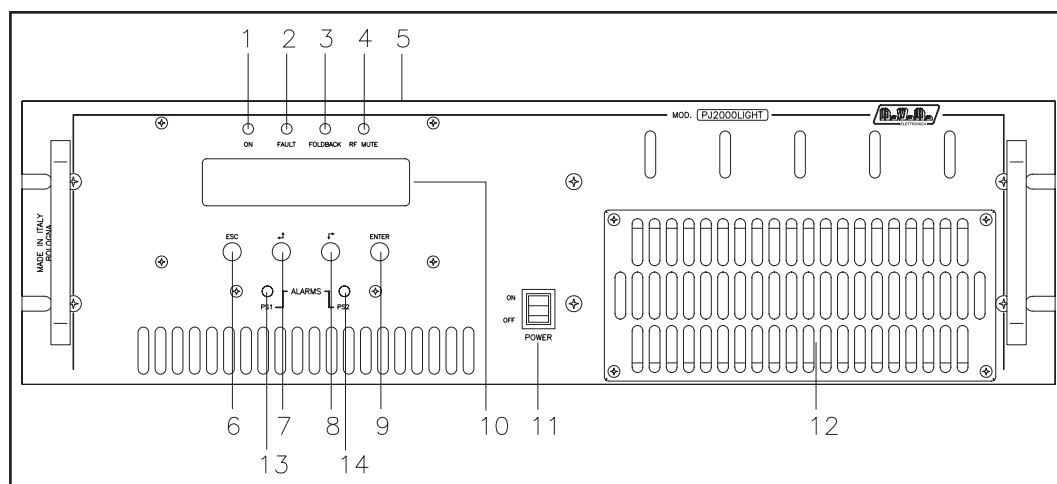 1 2 3 4 5
MOD. PJ2000LIGHT R.V.R. ELETTRONICA
ON FAULT FOLDBACK RF MUTE
MADE IN ITALY
BOLOGNA
ESC ENTER
PS1 ALARMS PS2
ON
OFF
POWER
6 7 8 9 10 11 12
13 14